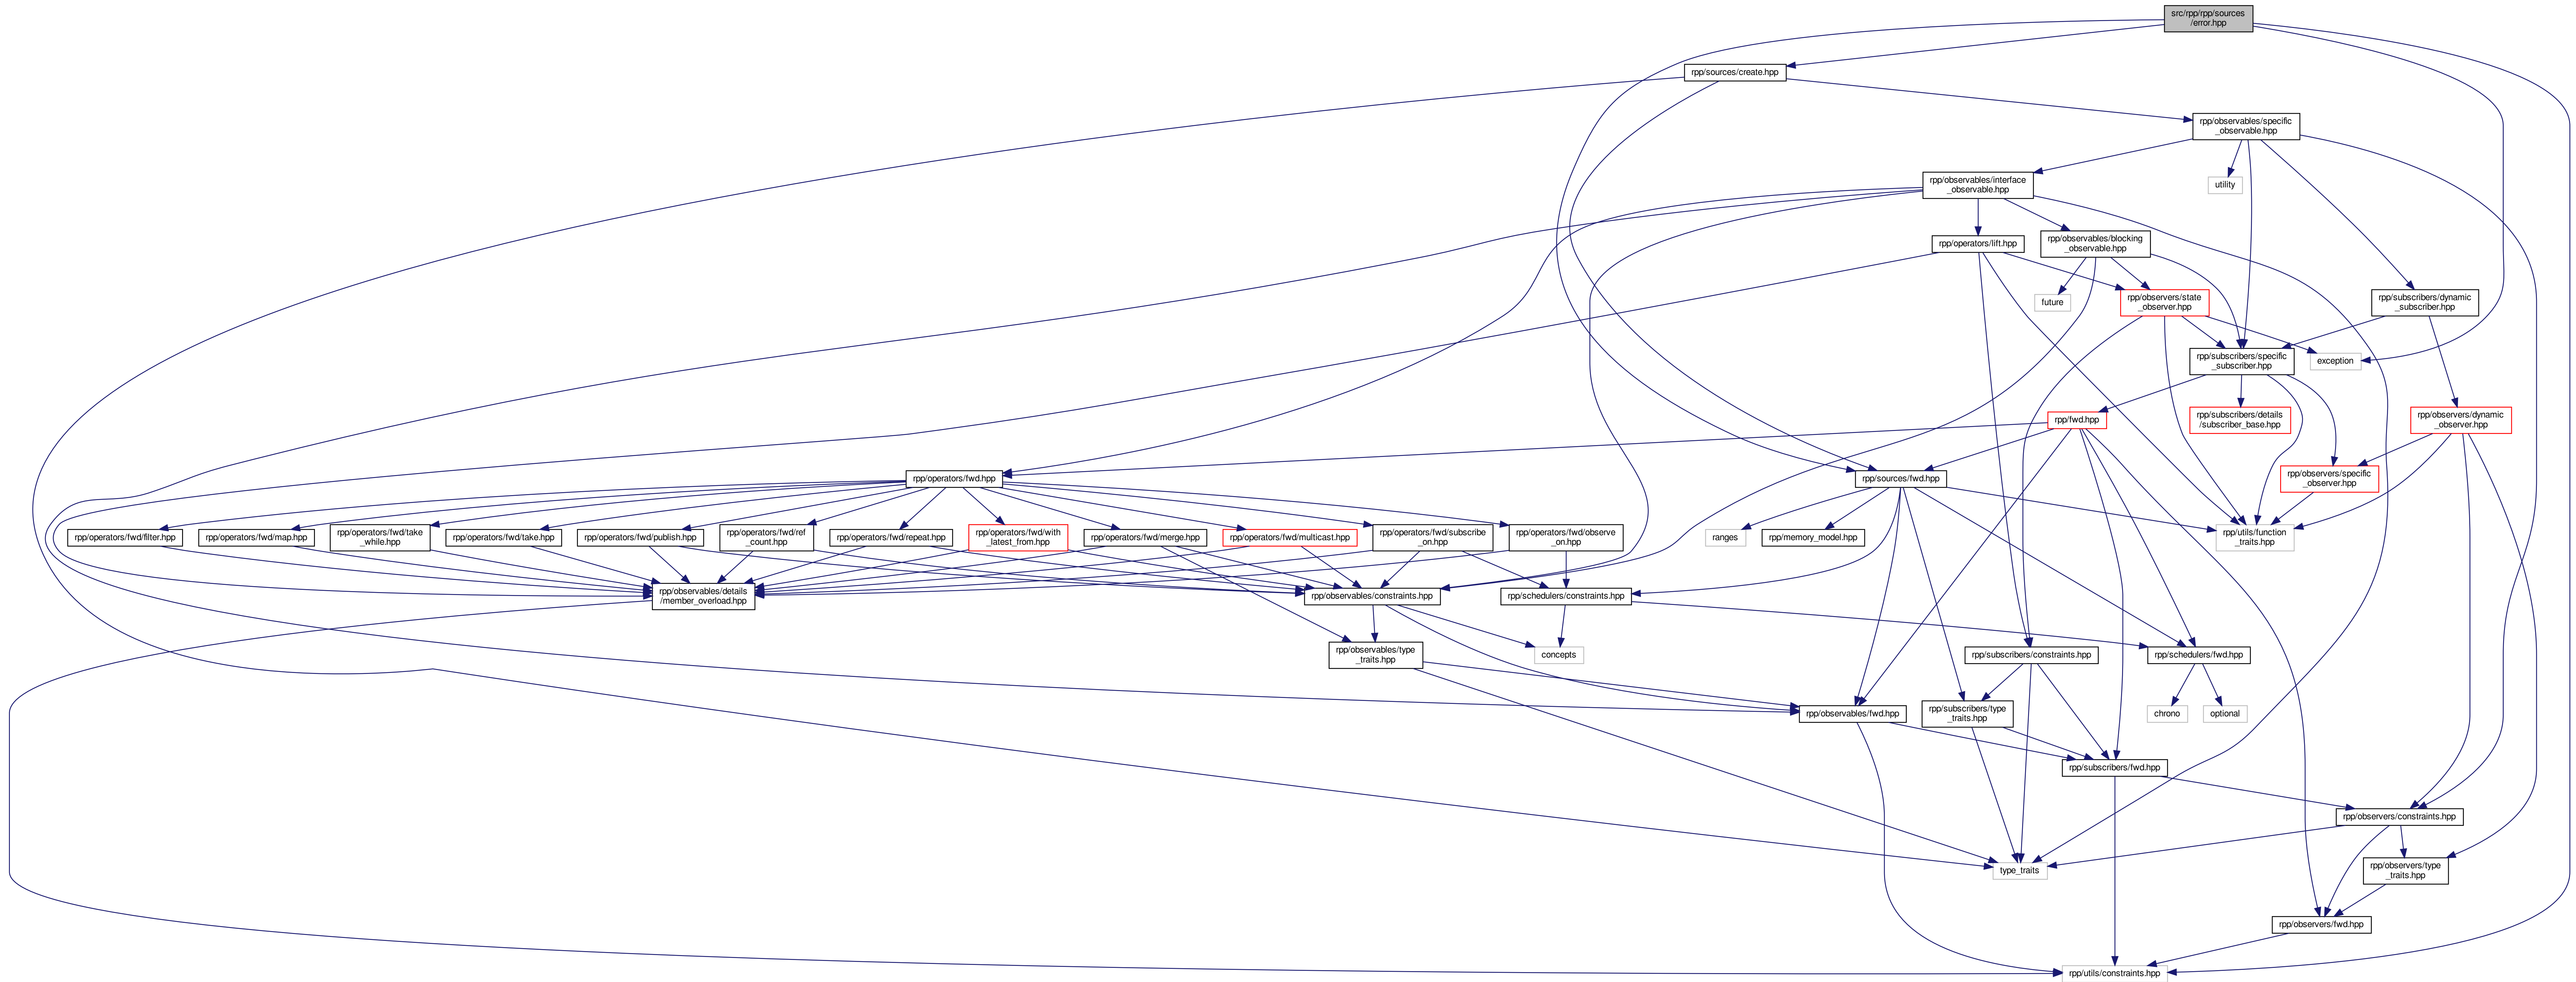 src/rpp/rpp/sources
/error.hpp
rpp/sources/create.hpp
rpp/observables/specific
_observable.hpp
rpp/observables/interface
_observable.hpp
utility
rpp/operators/lift.hpp
rpp/observables/blocking
_observable.hpp
future
rpp/observers/state
_observer.hpp
rpp/subscribers/dynamic
_subscriber.hpp
rpp/subscribers/specific
_subscriber.hpp
exception
rpp/fwd.hpp
rpp/subscribers/details
/subscriber_base.hpp
rpp/observers/dynamic
_observer.hpp
rpp/operators/fwd.hpp
rpp/sources/fwd.hpp
rpp/observers/specific
_observer.hpp
rpp/operators/fwd/filter.hpp
rpp/operators/fwd/map.hpp
rpp/operators/fwd/take
_while.hpp
rpp/operators/fwd/take.hpp
rpp/operators/fwd/publish.hpp
rpp/operators/fwd/ref
_count.hpp
rpp/operators/fwd/repeat.hpp
rpp/operators/fwd/with
_latest_from.hpp
rpp/operators/fwd/merge.hpp
rpp/operators/fwd/multicast.hpp
rpp/operators/fwd/subscribe
_on.hpp
rpp/operators/fwd/observe
_on.hpp
ranges
rpp/memory_model.hpp
rpp/utils/function
_traits.hpp
rpp/observables/details
/member_overload.hpp
rpp/observables/constraints.hpp
rpp/schedulers/constraints.hpp
rpp/observables/type
_traits.hpp
concepts
rpp/subscribers/constraints.hpp
rpp/schedulers/fwd.hpp
rpp/observables/fwd.hpp
rpp/subscribers/type
_traits.hpp
chrono
optional
rpp/subscribers/fwd.hpp
rpp/observers/constraints.hpp
type_traits
rpp/observers/type
_traits.hpp
rpp/observers/fwd.hpp
rpp/utils/constraints.hpp